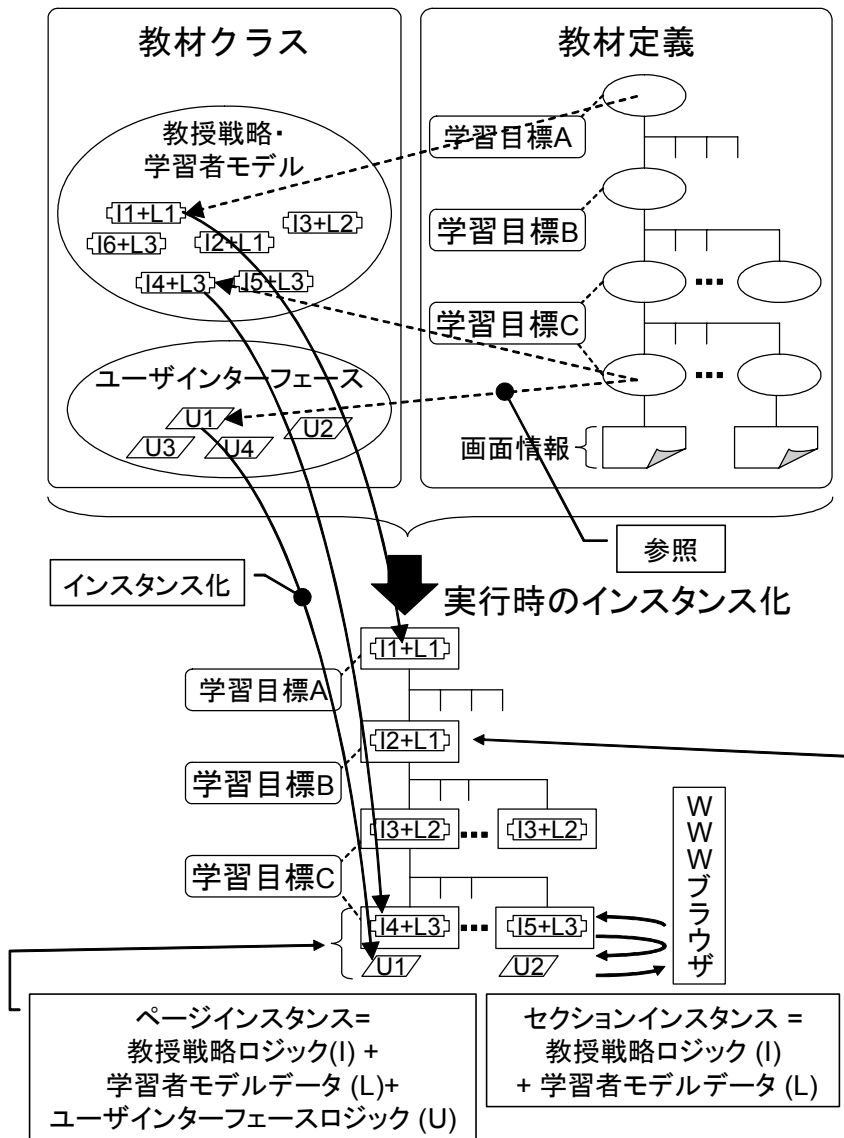 教材クラス
教授戦略・
学習者モデル
I1+L1
I3+L2
I6+L3
I2+L1
I4+L3
I5+L3
ユーザインターフェース
U1
U2
U3
U4
教材定義
学習目標A
学習目標B
学習目標C
画面情報
参照
インスタンス化
実行時のインスタンス化
I1+L1
学習目標A
I2+L1
学習目標B
I3+L2
I3+L2
学習目標C
I4+L3
I5+L3
U1
U2
WWWブラウザ
ページインスタンス=
教授戦略ロジック(I) +
学習者モデルデータ (L)+
ユーザインターフェースロジック (U)
セクションインスタンス =
教授戦略ロジック (I)
+ 学習者モデルデータ (L)